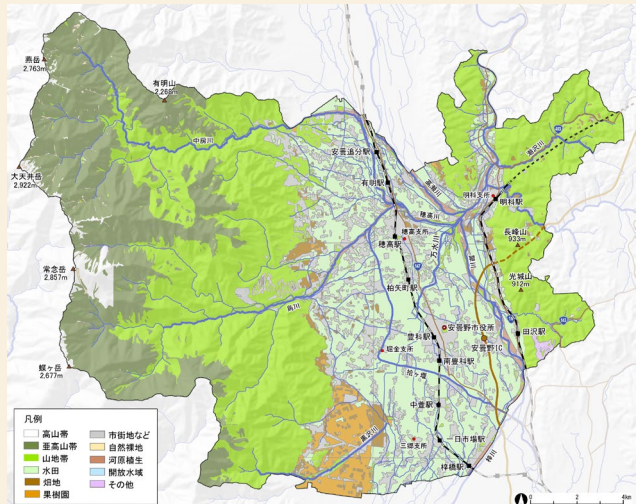 燕岳
2,763m
有明山
2,268m
中房川
大天井岳
2,922m
常念岳
2,857m
蝶ヶ岳
2,677m
烏川
黒沢川
安曇追分駅
有明駅
高瀬川
穂高川
穂高支所
穂高駅
万水川
犀川
明科支所
明科駅
長峰山
933m
光城山
912m
柏矢町駅
安曇野市役所
豊科駅
安曇野IC
田沢駅
南豊科駅
堀金支所
拾ヶ堰
中萱駅
一日市場駅
三郷支所
梓橋駅
梓川
凡例
高山帯
亜高山帯
山地帯
水田
畑地
果樹園
市街地など
自然裸地
河原植生
開放水域
その他
0 2 4km